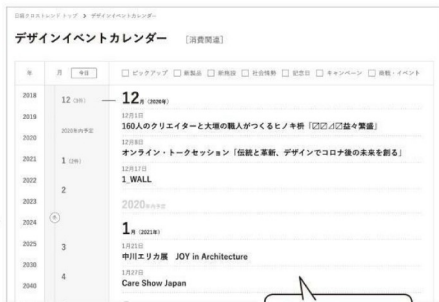 日経クロストレンド トップ > デザインイベントカレンダー
デザインイベントカレンダー [消費関連]
年 月 今日 ピックアップ 新製品 新施設 社会情勢 記念日 キャンペーン 商戦・イベント
2018
2019
2020
2021
2022
2023
2024
2025
2030
2040
12 (3件)
2020年内予定
1 (2件)
2
冬
3
4
12月 (2020年)
12月1日
160人のクリエイターと大垣の職人がつくるヒノキ枡「〼〼⊿〼益々繁盛」
12月8日
オンライン・トークセッション「伝統と革新、デザインでコロナ後の未来を創る」
12月17日
1_WALL
2020年内予定
1月 (2021年)
1月21日
中川エリカ展 JOY in Architecture
1月27日
Care Show Japan